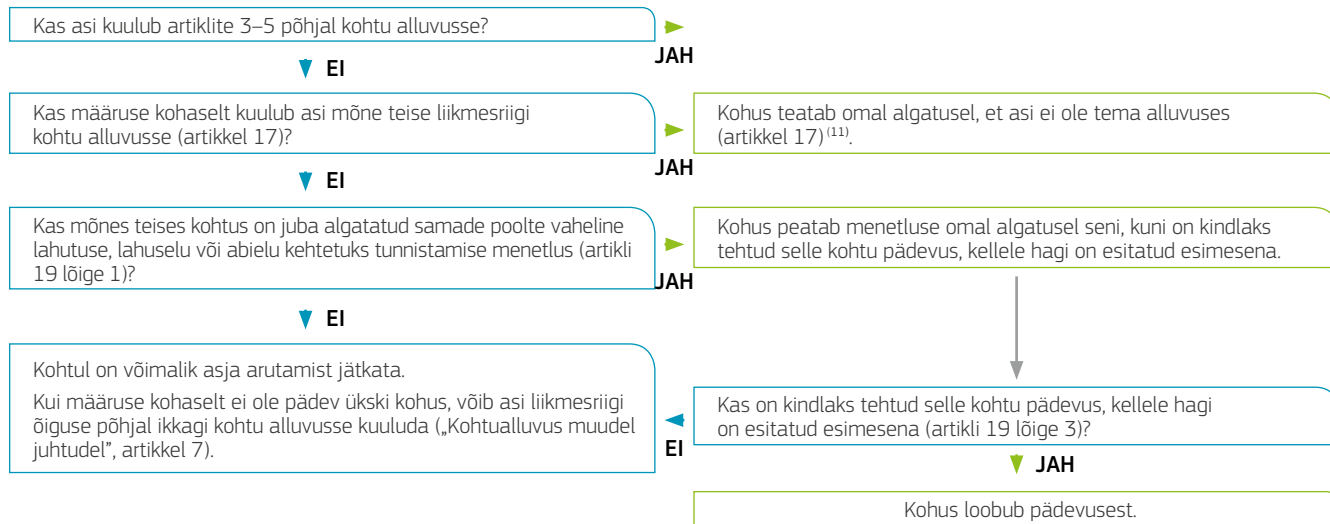 Kas asi kuulub artiklite 3–5 põhjal kohtu alluvusse?
JAH
EI
Kas määruse kohaselt kuulub asi mõne teise liikmesriigi
kohtu alluvusse (artikkel 17)?
JAH
Kohus teatab omal algatusel, et asi ei ole tema alluvuses
(artikkel 17) (11).
EI
Kas mõnes teises kohtus on juba algatatud samade poolte vaheline
lahutuse, lahuselu või abielu kehtetuks tunnistamise menetlus (artikli
19 lõige 1)?
JAH
Kohus peatab menetluse omal algatusel seni, kuni on kindlaks
tehtud selle kohtu pädevus, kellele hagi on esitatud esimesena.
EI
Kohtul on võimalik asja arutamist jätkata.
Kui määruse kohaselt ei ole pädev ükski kohus, võib asi liikmesriigi
õiguse põhjal ikkagi kohtu alluvusse kuuluda („Kohtualluvus muudel
juhtudel”, artikkel 7).
EI
Kas on kindlaks tehtud selle kohtu pädevus, kellele hagi
on esitatud esimesena (artikli 19 lõige 3)?
JAH
Kohus loobub pädevusest.